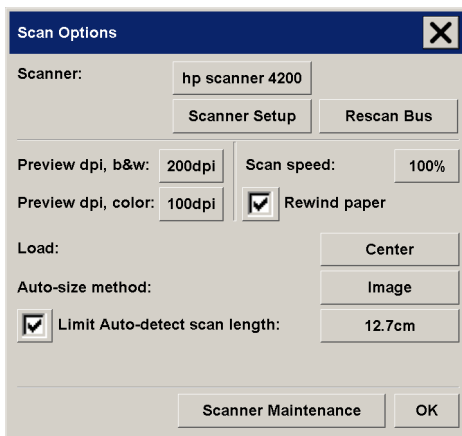 Scan Options
Scanner: hp scanner 4200
Scanner Setup Rescan Bus
Preview dpi, b&w: 200dpi Scan speed: 100%
Preview dpi, color: 100dpi Rewind paper
Load: Center
Auto-size method: Image
Limit Auto-detect scan length: 12.7cm
Scanner Maintenance OK